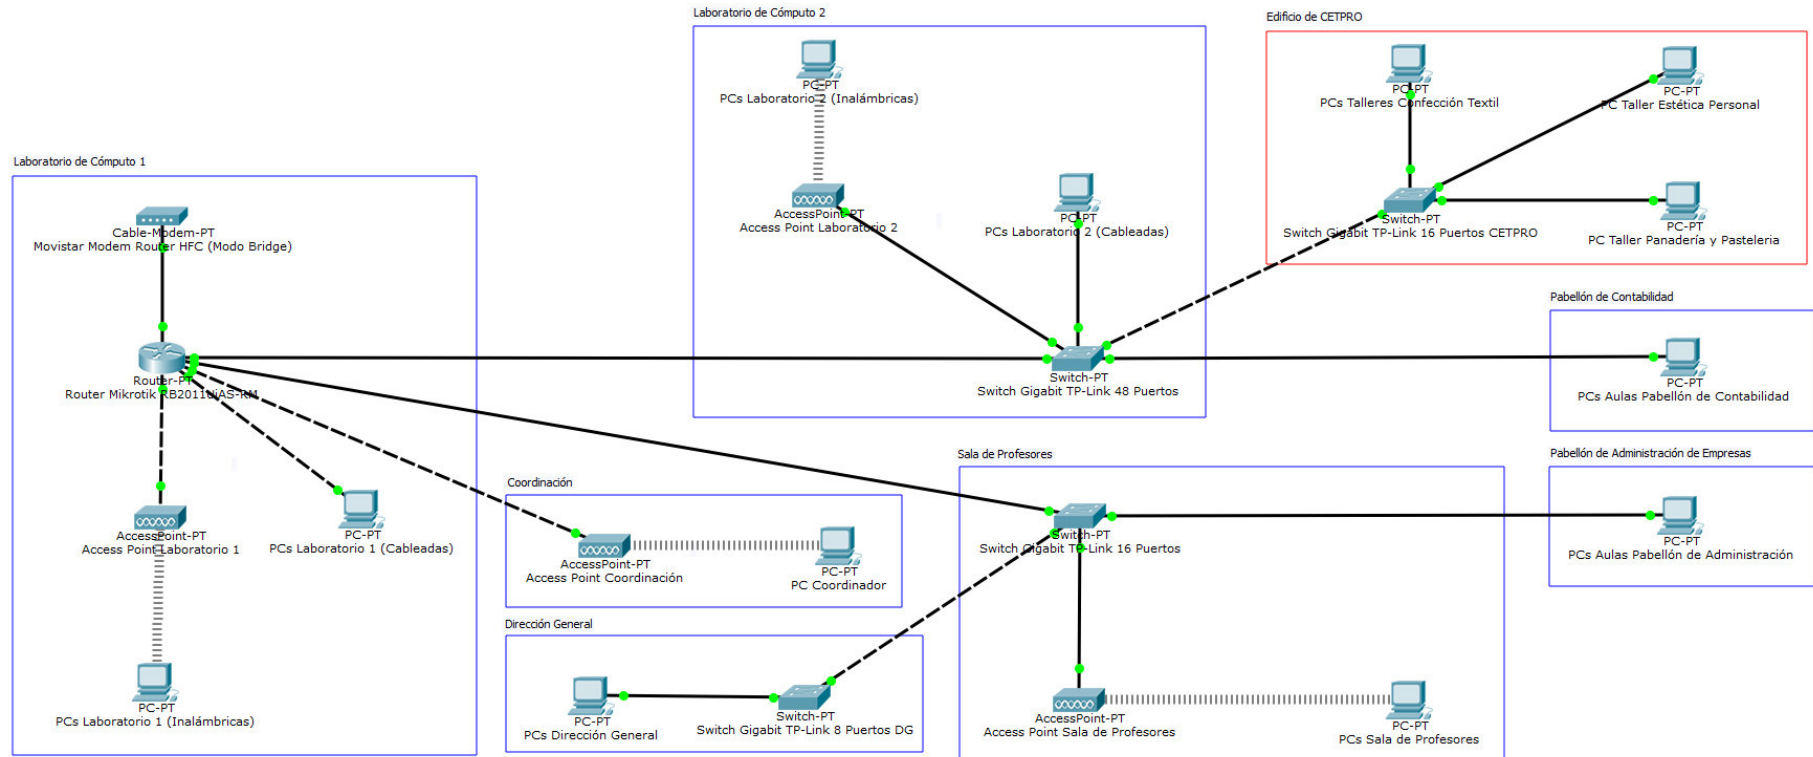 Laboratorio de Cómputo 1
Cable-Modem-PT
Movistar Modem Router HFC (Modo Bridge)
Router-PT
Router Mikrotik RB2011UiAS-RM
AccessPoint-PT
Access Point Laboratorio 1
PC-PT
PCs Laboratorio 1 (Cableadas)
PC-PT
PCs Laboratorio 1 (Inalámbricas)
Laboratorio de Cómputo 2
PC-PT
PCs Laboratorio 2 (Inalámbricas)
AccessPoint-PT
Access Point Laboratorio 2
PC-PT
PCs Laboratorio 2 (Cableadas)
Switch-PT
Switch Gigabit TP-Link 48 Puertos
Edificio de CETPRO
PC-PT
PCs Talleres Confección Textil
PC-PT
PC Taller Estética Personal
Switch-PT
Switch Gigabit TP-Link 16 Puertos CETPRO
PC-PT
PC Taller Panadería y Pasteleria
Pabellón de Contabilidad
PC-PT
PCs Aulas Pabellón de Contabilidad
Coordinación
AccessPoint-PT
Access Point Coordinación
PC-PT
PC Coordinador
Dirección General
PC-PT
PCs Dirección General
Switch-PT
Switch Gigabit TP-Link 8 Puertos DG
Sala de Profesores
Switch-PT
Switch Gigabit TP-Link 16 Puertos
AccessPoint-PT
Access Point Sala de Profesores
PC-PT
PCs Sala de Profesores
Pabellón de Administración de Empresas
PC-PT
PCs Aulas Pabellón de Administración